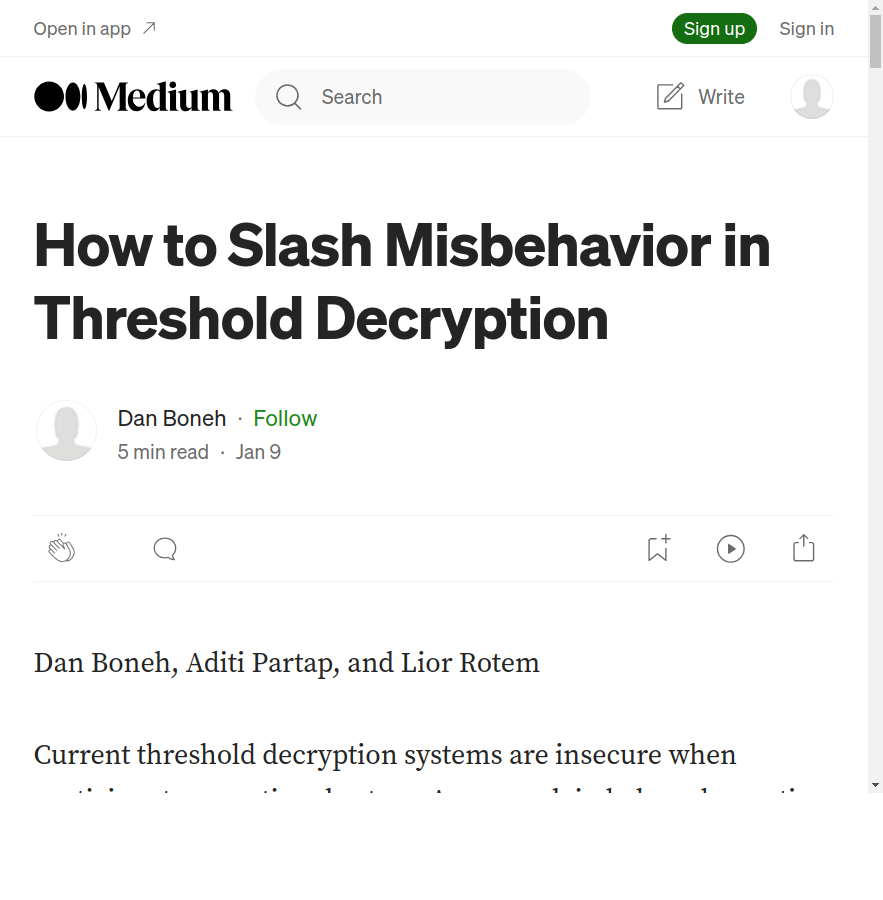 Open in app
Sign up
Sign in
Medium
Search
Write
How to Slash Misbehavior in
Threshold Decryption
Dan Boneh · Follow
5 min read · Jan 9
Dan Boneh, Aditi Partap, and Lior Rotem
Current threshold decryption systems are insecure when